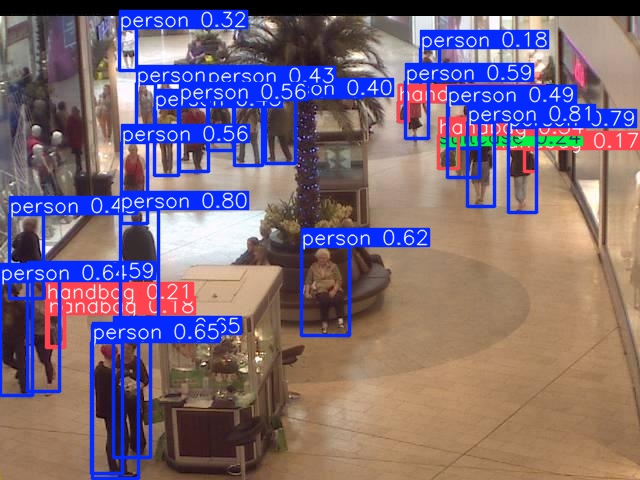 person 0.32
person 0.18
person
person 0.43
person 0.59
person 0.56
on 0.40
person 0.49
person 0.81
0.79
person 0.56
0.17
person 0.4
person 0.80
person 0.62
person 0.64
.59
handbag 0.21
handbag 0.18
person 0.65